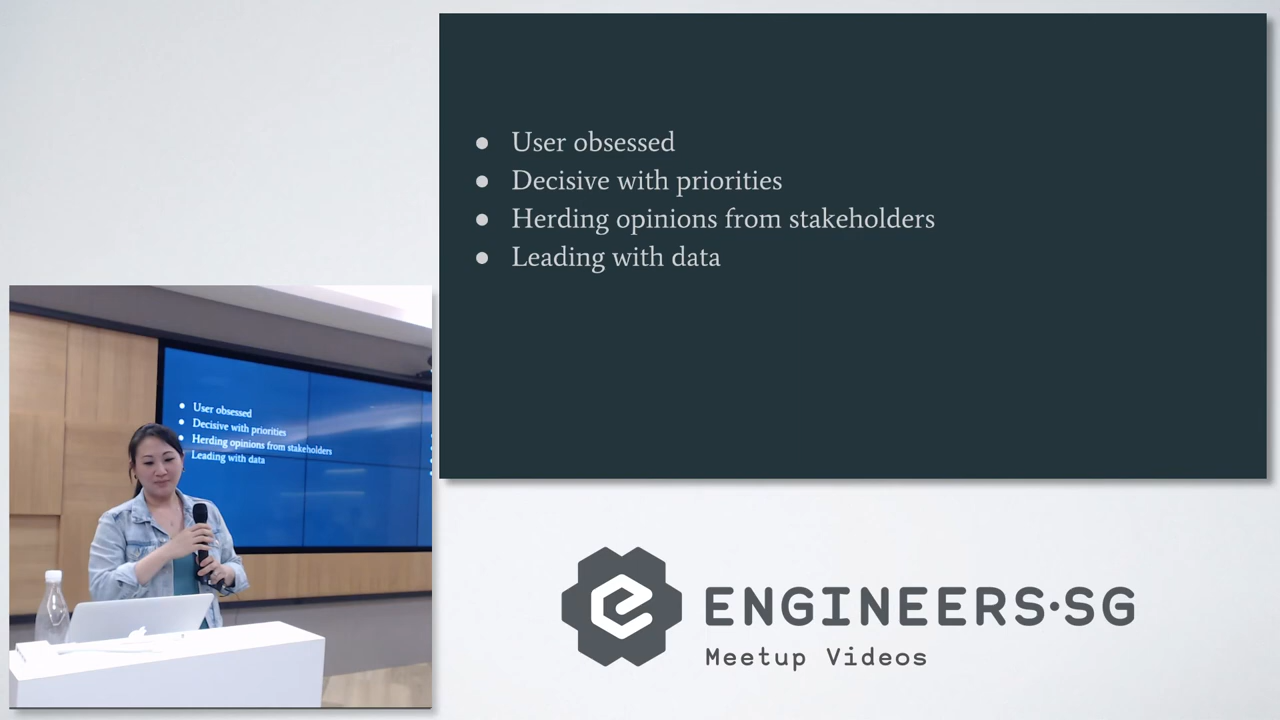 ● User obsessed
● Decisive with priorities
● Herding opinions from stakeholders
● Leading with data
● User obsessed
● Decisive with priorities
● Herding opinions from stakeholders
Leading with data
ENGINEERS·SG
Meetup Videos